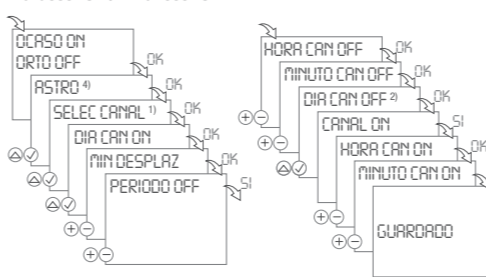 OCASO ON
ORTO OFF
OK
ASTRO 4)
OK
SELEC CANAL 1)
OK
DIA CAN ON
OK
MIN DESPLAZ
OK
PERIODO OFF
SI
HORA CAN OFF
OK
MINUTO CAN OFF
OK
DIA CAN OFF 2)
OK
CANAL ON
SI
HORA CAN ON
OK
MINUTO CAN ON
OK
GUARDADO